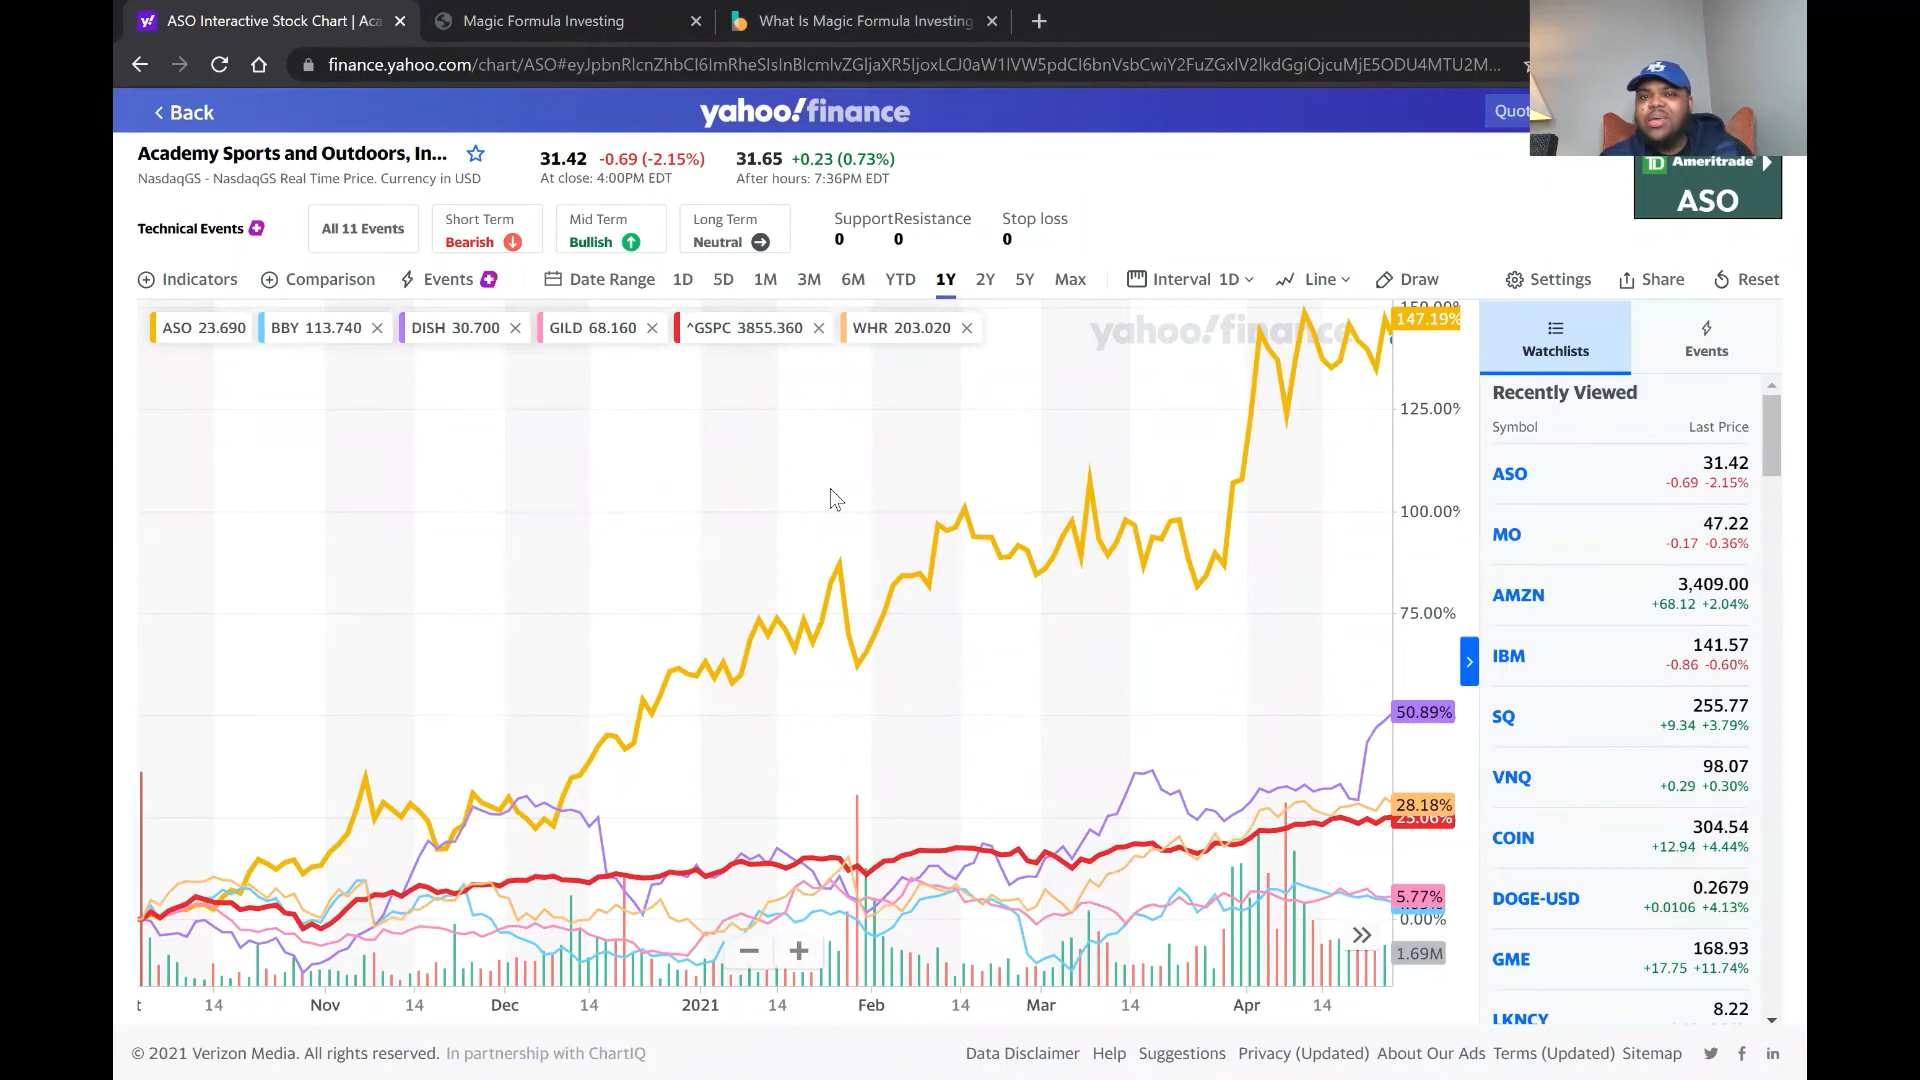 ASO Interactive Stock Chart | Aca
Magic Formula Investing
What Is Magic Formula Investing
finance.yahoo.com/chart/ASO#eyJpbnRlcnZhbCI6ImRheSIsInBlcmlvZGljaXR5IjoxLCJ0aW1lVW5pdCI6bnVsbCwiY2FuZGxlV2lkdGgiOjcuMjE5ODU4MTU2M...
Back
yahoo!finance
Quot
Academy Sports and Outdoors, In...
31.42 -0.69 (-2.15%)
31.65 +0.23 (0.73%)
NasdaqGS - NasdaqGS Real Time Price. Currency in USD
At close: 4:00PM EDT
After hours: 7:36PM EDT
TD Ameritrade
ASO
Technical Events
All 11 Events
Short Term
Bearish
Mid Term
Bullish
Long Term
Neutral
Support
0
Resistance
0
Stop loss
0
Indicators
Comparison
Events
Date Range
1D
5D
1M
3M
6M
YTD
1Y
2Y
5Y
Max
Interval 1D
Line
Draw
Settings
Share
Reset
ASO 23.690
BBY 113.740
DISH 30.700
GILD 68.160
^GSPC 3855.360
WHR 203.020
yahoo!finance
150.00%
147.19%
125.00%
100.00%
75.00%
50.89%
28.18%
25.06%
5.77%
0.00%
1.69M
t
14
Nov
14
Dec
14
2021
14
Feb
14
Mar
14
Apr
14
Watchlists
Events
Recently Viewed
Symbol
Last Price
ASO
31.42
-0.69 -2.15%
MO
47.22
-0.17 -0.36%
AMZN
3,409.00
+68.12 +2.04%
IBM
141.57
-0.86 -0.60%
SQ
255.77
+9.34 +3.79%
VNQ
98.07
+0.29 +0.30%
COIN
304.54
+12.94 +4.44%
DOGE-USD
0.2679
+0.0106 +4.13%
GME
168.93
+17.75 +11.74%
LKNCY
8.22
© 2021 Verizon Media. All rights reserved. In partnership with ChartIQ
Data Disclaimer Help Suggestions Privacy (Updated) About Our Ads Terms (Updated) Sitemap